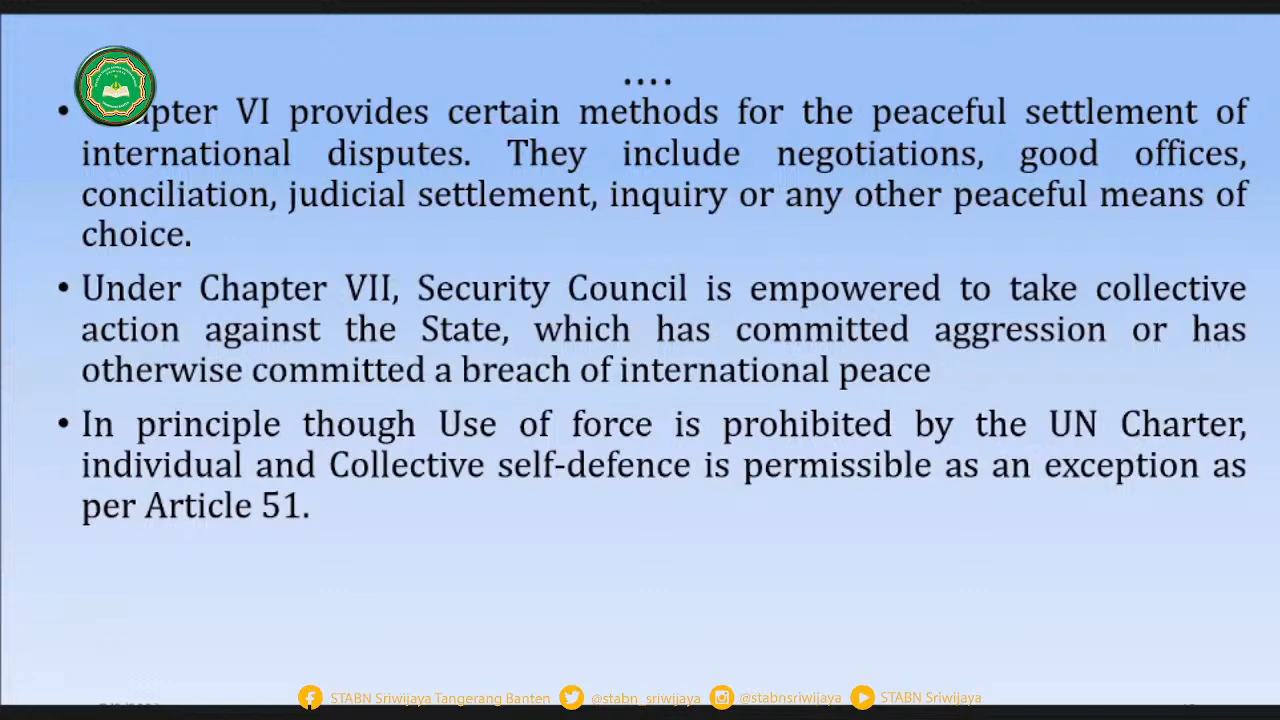 ....
• apter VI provides certain methods for the peaceful settlement of
international disputes. They include negotiations, good offices,
conciliation, judicial settlement, inquiry or any other peaceful means of
choice.
• Under Chapter VII, Security Council is empowered to take collective
action against the State, which has committed aggression or has
otherwise committed a breach of international peace
• In principle though Use of force is prohibited by the UN Charter,
individual and Collective self-defence is permissible as an exception as
per Article 51.
STABN Sriwijaya Tangerang Banten @stabn_sriwijaya @stabnsriwijaya STABN Sriwijaya